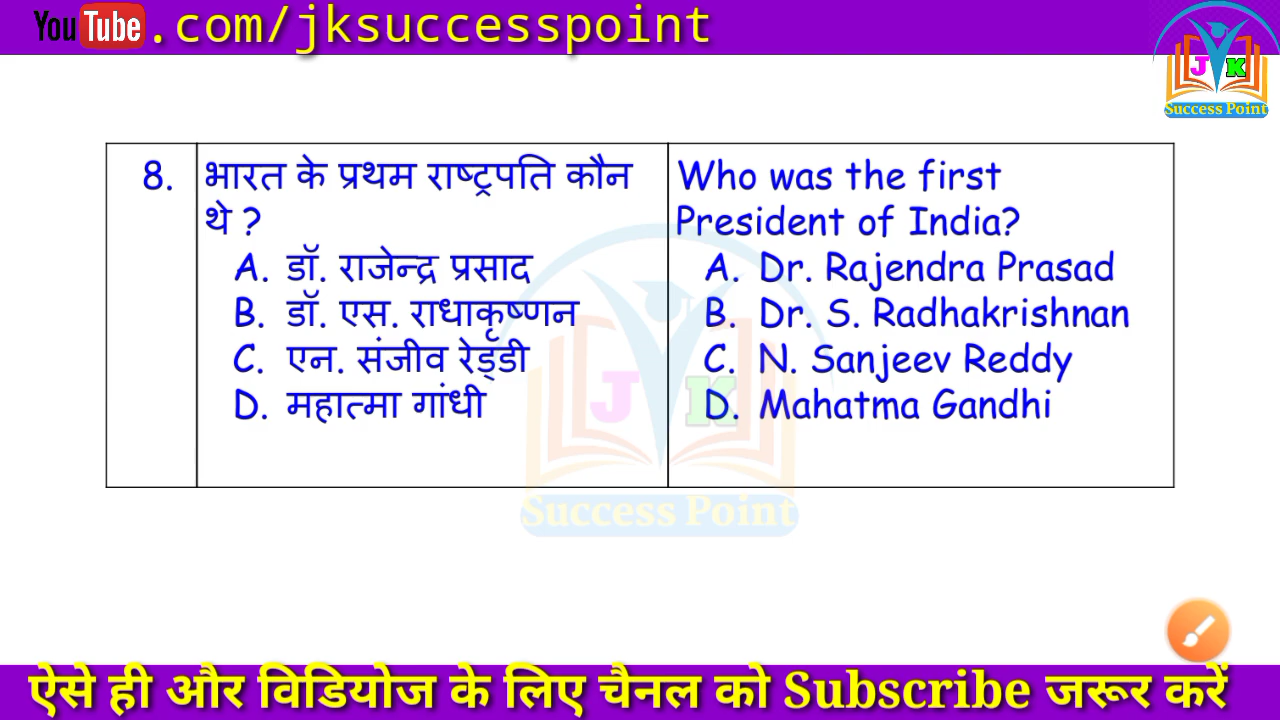 YouTube.com/jksuccesspoint
J K
Success Point
8.
भारत के प्रथम राष्ट्रपति कौन
थे ?
A. डॉ. राजेन्द्र प्रसाद
B. डॉ. एस. राधाकृष्णन
C. एन. संजीव रेड्डी
D. महात्मा गांधी
Who was the first
President of India?
A. Dr. Rajendra Prasad
B. Dr. S. Radhakrishnan
C. N. Sanjeev Reddy
D. Mahatma Gandhi
J K
Success Point
ऐसे ही और विडियोज के लिए चैनल को Subscribe जरूर करें